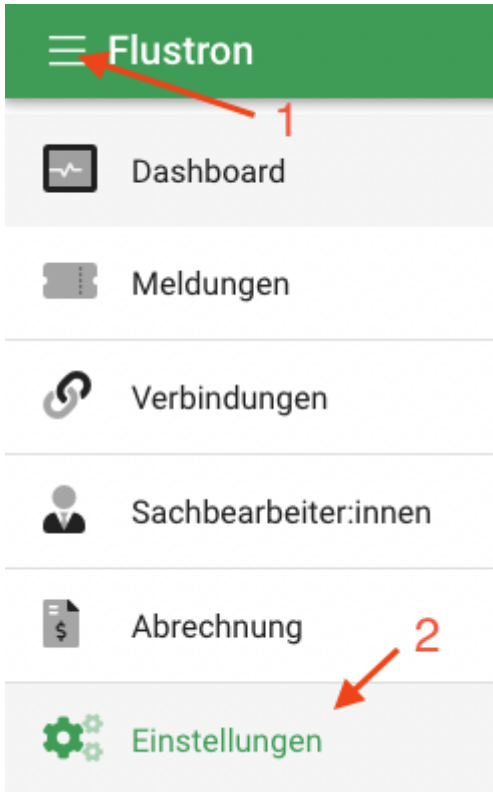 Flustron
1
Dashboard
Meldungen
Verbindungen
Sachbearbeiter:innen
$
Abrechnung
2
Einstellungen